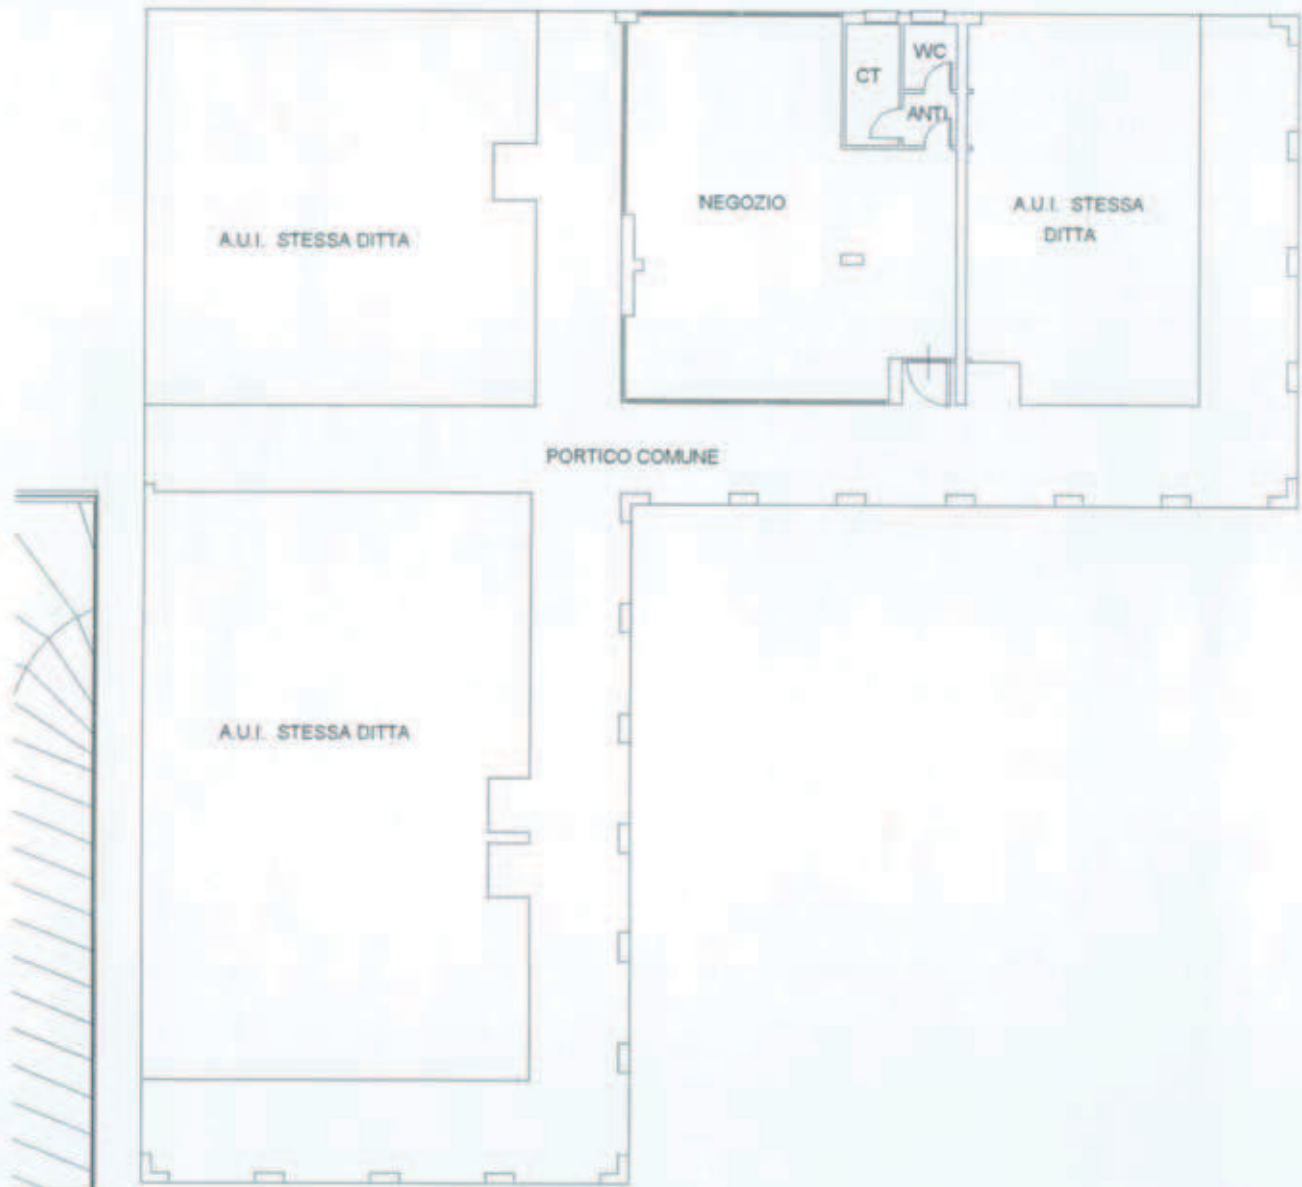 WC
CT
ANTI
NEGOZIO
A.U.I. STESSA
DITTA
A.U.I. STESSA DITTA
PORTICO COMUNE
A.U.I. STESSA DITTA